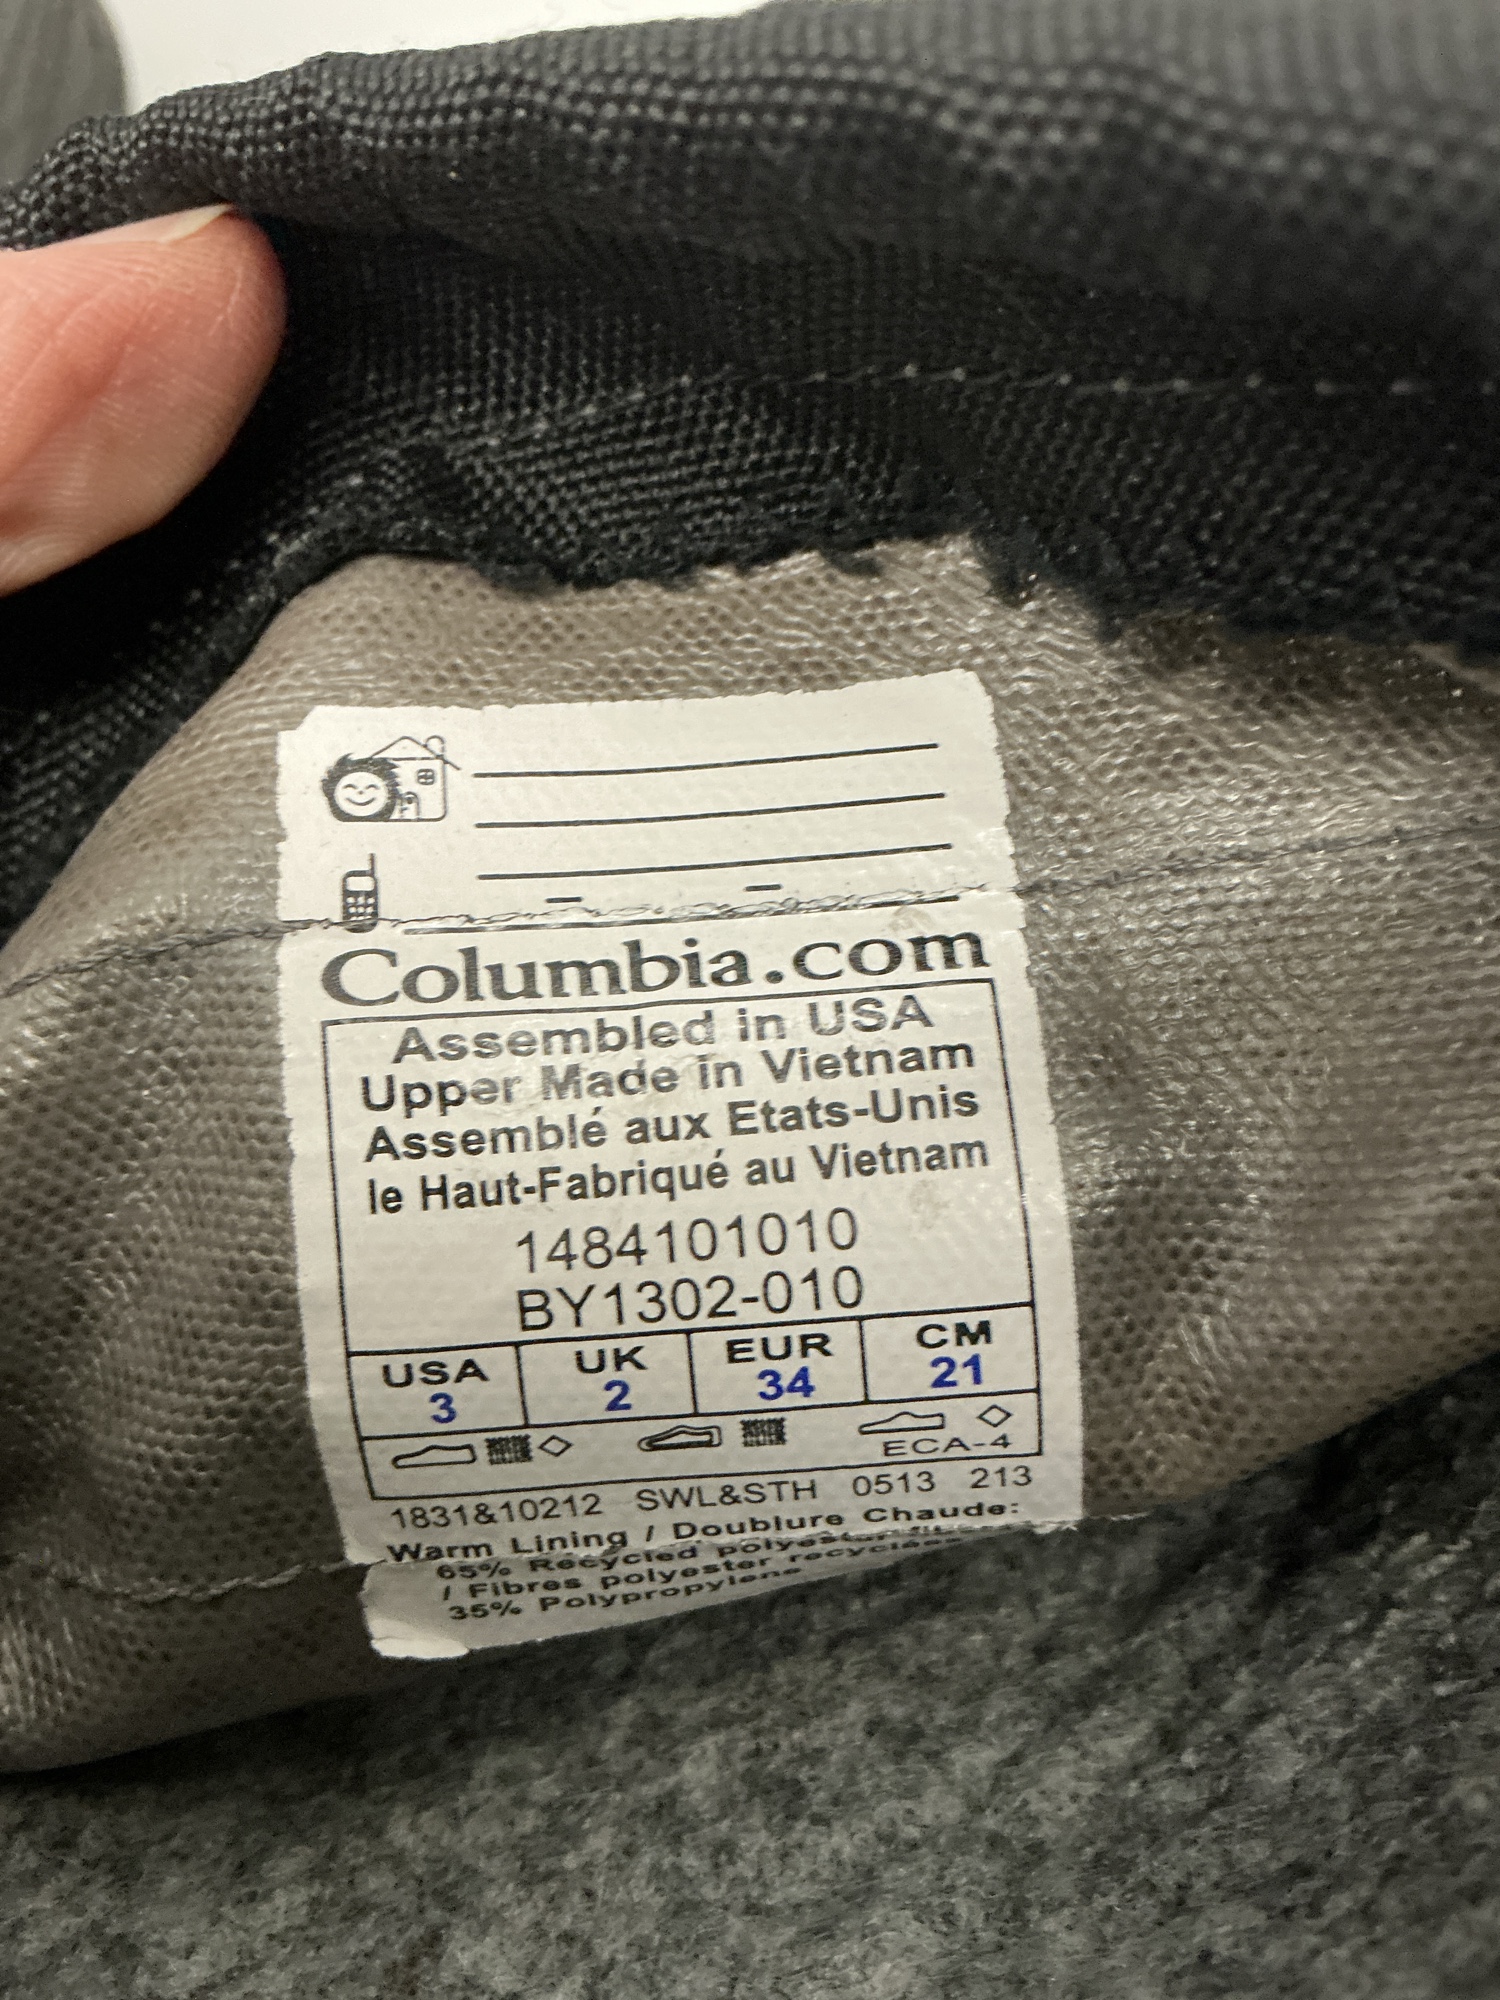 Columbia.com
Assembled in USA
Upper Made in Vietnam
Assemblé aux Etats-Unis
le Haut-Fabriqué au Vietnam
1484101010
BY1302-010
USA UK EUR CM
3 2 34 21
ECA-4
1831&10212 SWL&STH 0513 213
Warm Lining / Doublure Chaude:
65% Recycled polyester
/ Fibres polyester recyclées
35% Polypropylene